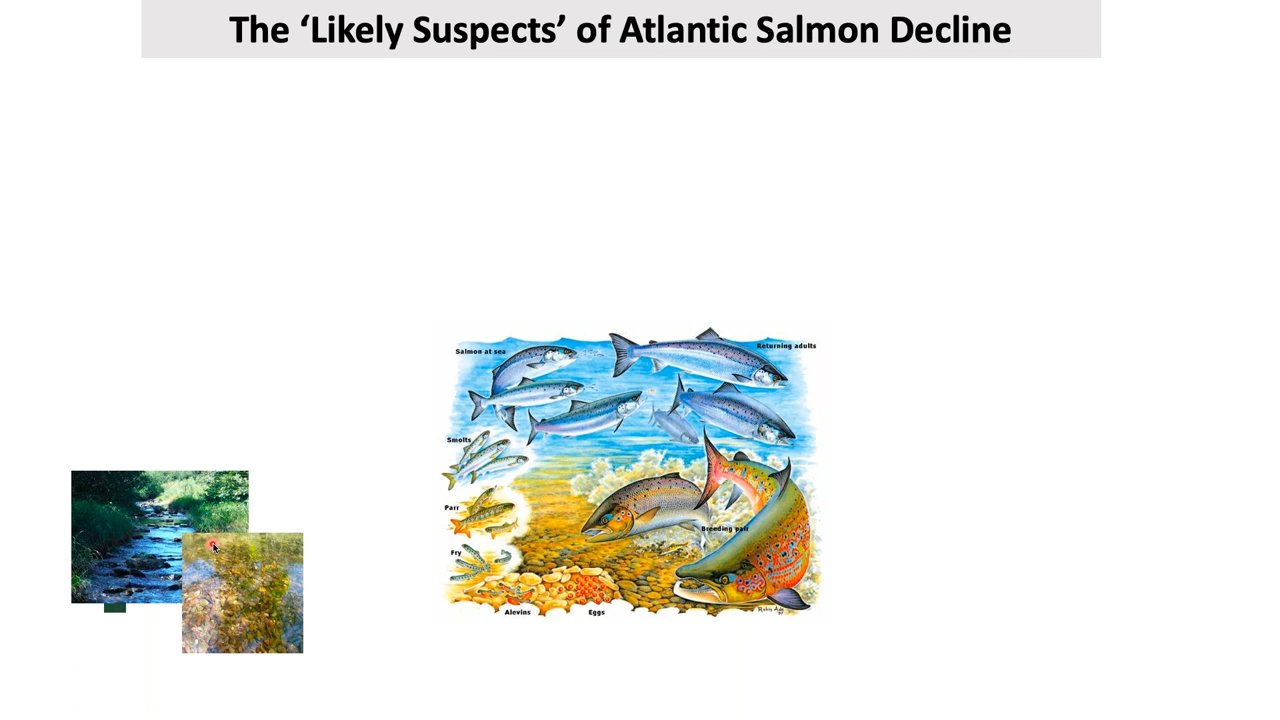 The ‘Likely Suspects’ of Atlantic Salmon Decline
Salmon at sea
Returning adults
Smolts
Parr
Breeding pair
Fry
Alevins
Eggs